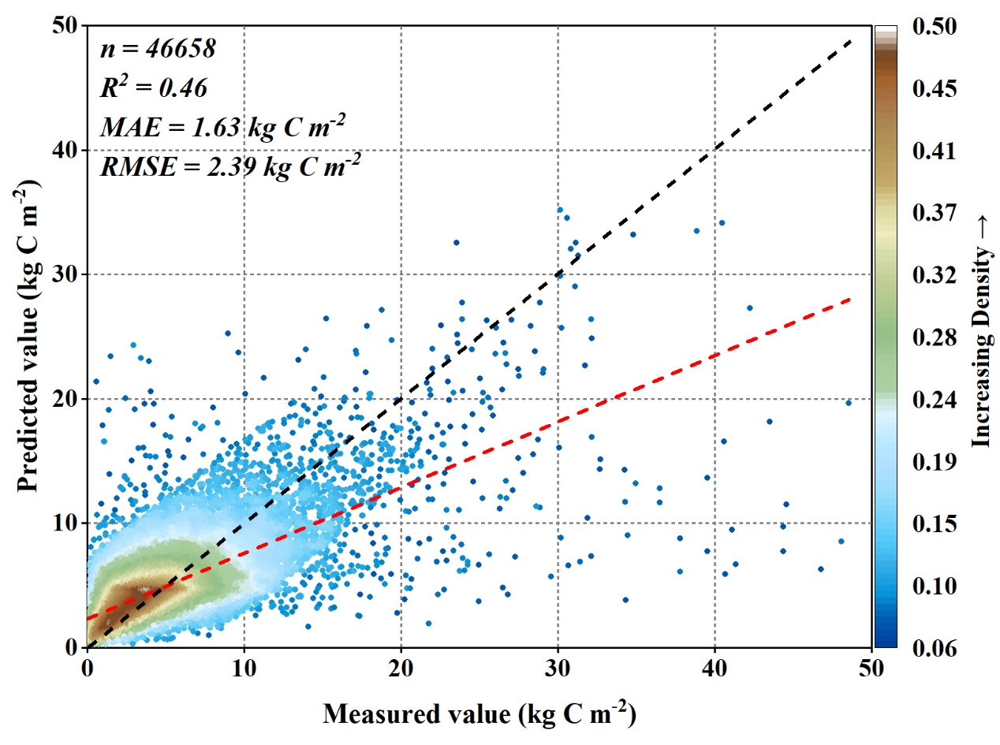 n = 46658
R² = 0.46
MAE = 1.63 kg C m⁻²
RMSE = 2.39 kg C m⁻²
50
40
30
20
10
0
Predicted value (kg C m⁻²)
0 10 20 30 40 50
Measured value (kg C m⁻²)
0.50
0.45
0.41
0.37
0.32
0.28
0.24
0.19
0.15
0.10
0.06
Increasing Density →